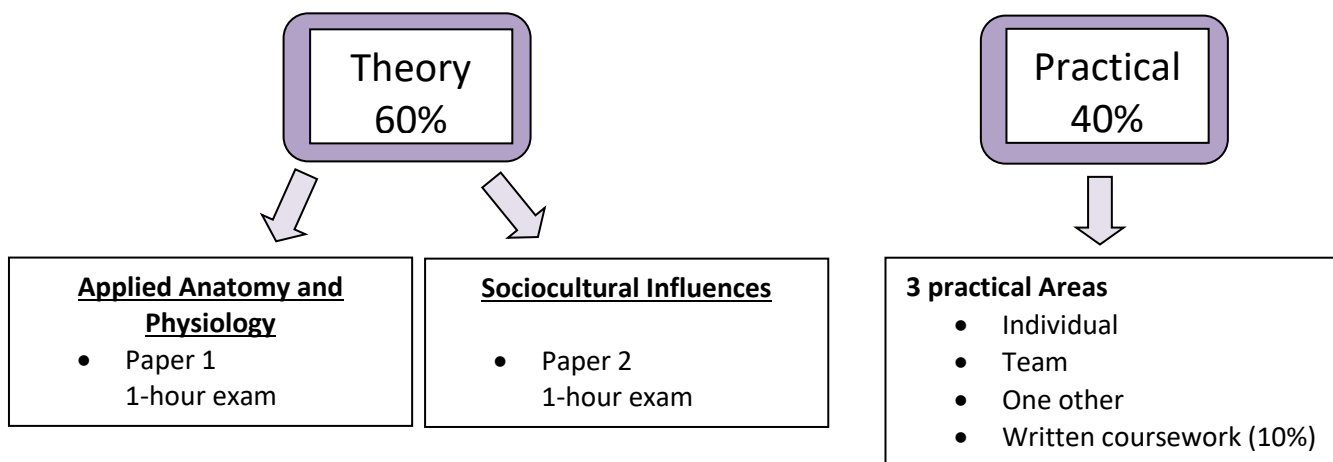 Theory
60%
Practical
40%
Applied Anatomy and
Physiology
• Paper 1
1-hour exam
Sociocultural Influences
• Paper 2
1-hour exam
3 practical Areas
• Individual
• Team
• One other
• Written coursework (10%)